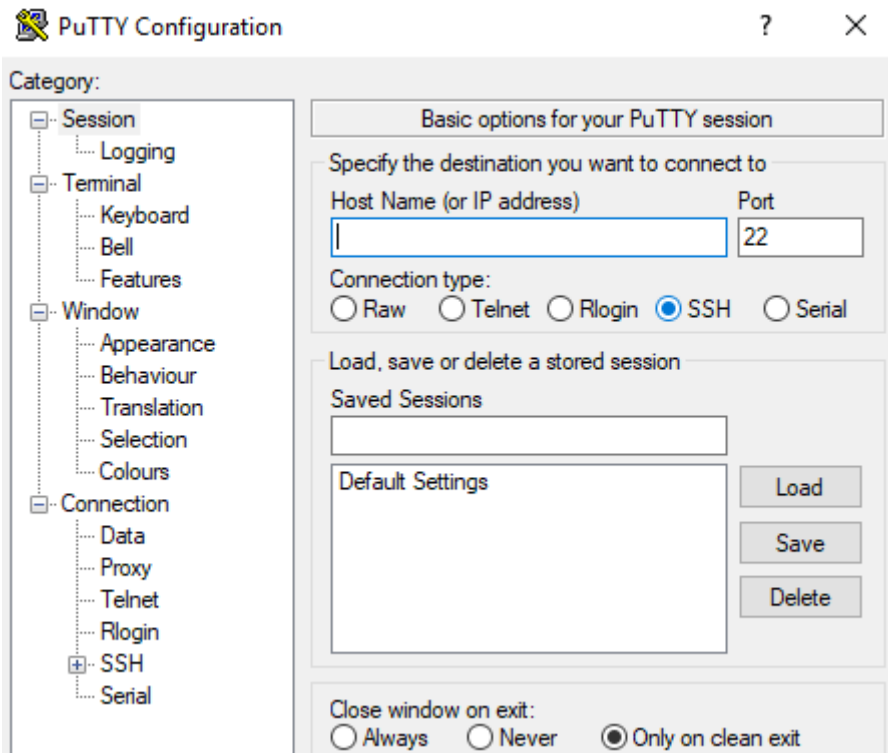 PuTTY Configuration
?
Category:
Session
Logging
Terminal
Keyboard
Bell
Features
Window
Appearance
Behaviour
Translation
Selection
Colours
Connection
Data
Proxy
Telnet
Rlogin
SSH
Serial
Basic options for your PuTTY session
Specify the destination you want to connect to
Host Name (or IP address) Port
22
Connection type:
Raw Telnet Rlogin SSH Serial
Load, save or delete a stored session
Saved Sessions
Default Settings
Load
Save
Delete
Close window on exit:
Always Never Only on clean exit